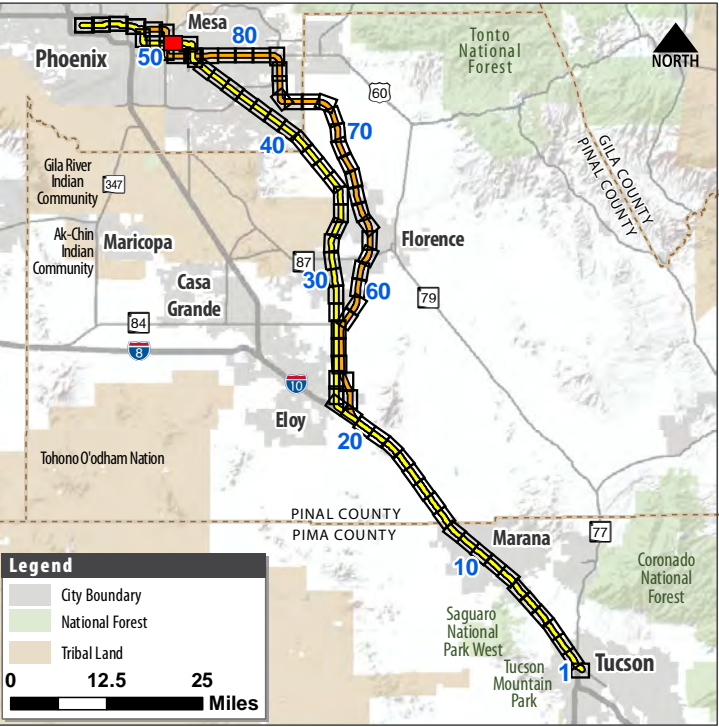 Mesa
80
Phoenix
50
Tonto
National
Forest
NORTH
60
70
40
GILA COUNTY
PINAL COUNTY
Gila River
Indian
Community
347
Ak-Chin
Indian
Community
Maricopa
Florence
87
30
60
Casa
Grande
79
84
8
10
Eloy
20
Tohono O'odham Nation
PINAL COUNTY
PIMA COUNTY
Marana
77
10
Coronado
National
Forest
Saguaro
National
Park West
Tucson
Mountain
Park
1
Tucson
Legend
City Boundary
National Forest
Tribal Land
0 12.5 25
Miles